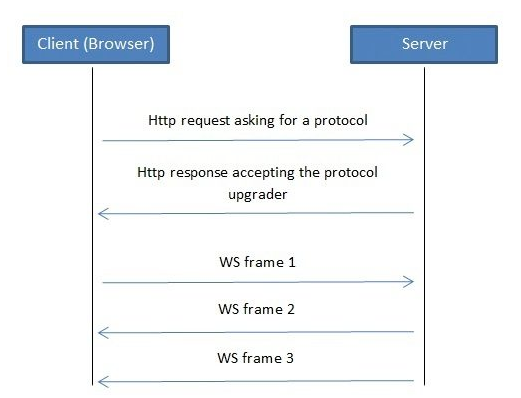 Client (Browser)
Server
Http request asking for a protocol
Http response accepting the protocol
upgrader
WS frame 1
WS frame 2
WS frame 3